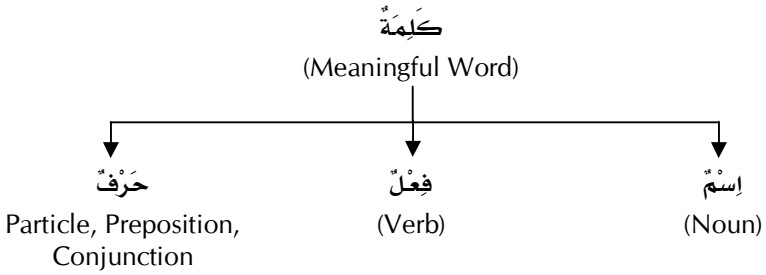 كَلِمَةٌ
(Meaningful Word)
حَرْفٌ
فِعْلٌ
اِسْمٌ
Particle, Preposition,
Conjunction
(Verb)
(Noun)